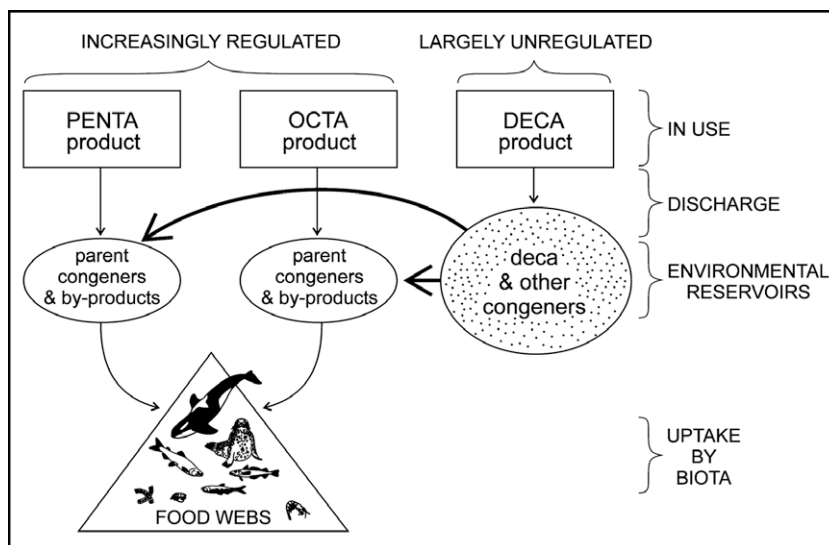 INCREASINGLY REGULATED
LARGELY UNREGULATED
PENTA
product
OCTA
product
DECA
product
IN USE
DISCHARGE
parent
congeners
& by-products
parent
congeners
& by-products
deca
& other
congeners
ENVIRONMENTAL
RESERVOIRS
FOOD WEBS
UPTAKE
BY
BIOTA